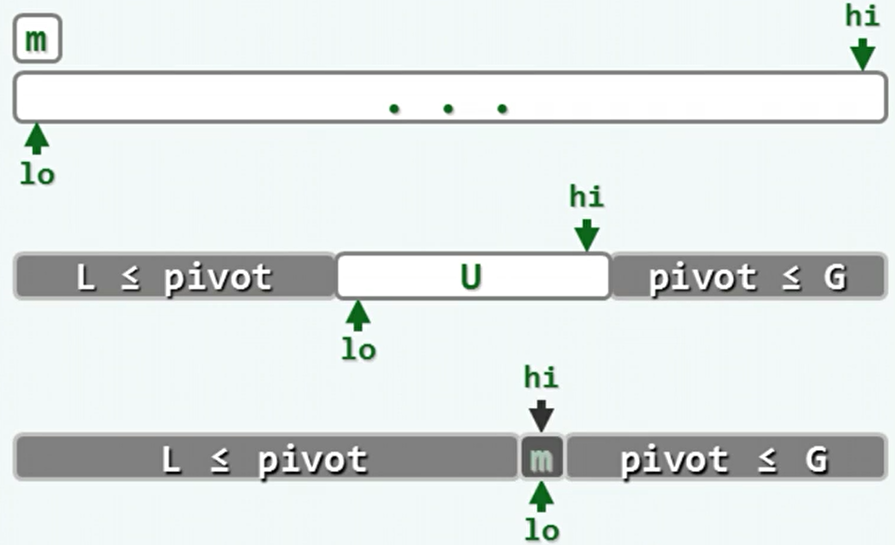 hi
m
. . .
lo
hi
L ≤ pivot U pivot ≤ G
lo
hi
L ≤ pivot m pivot ≤ G
lo